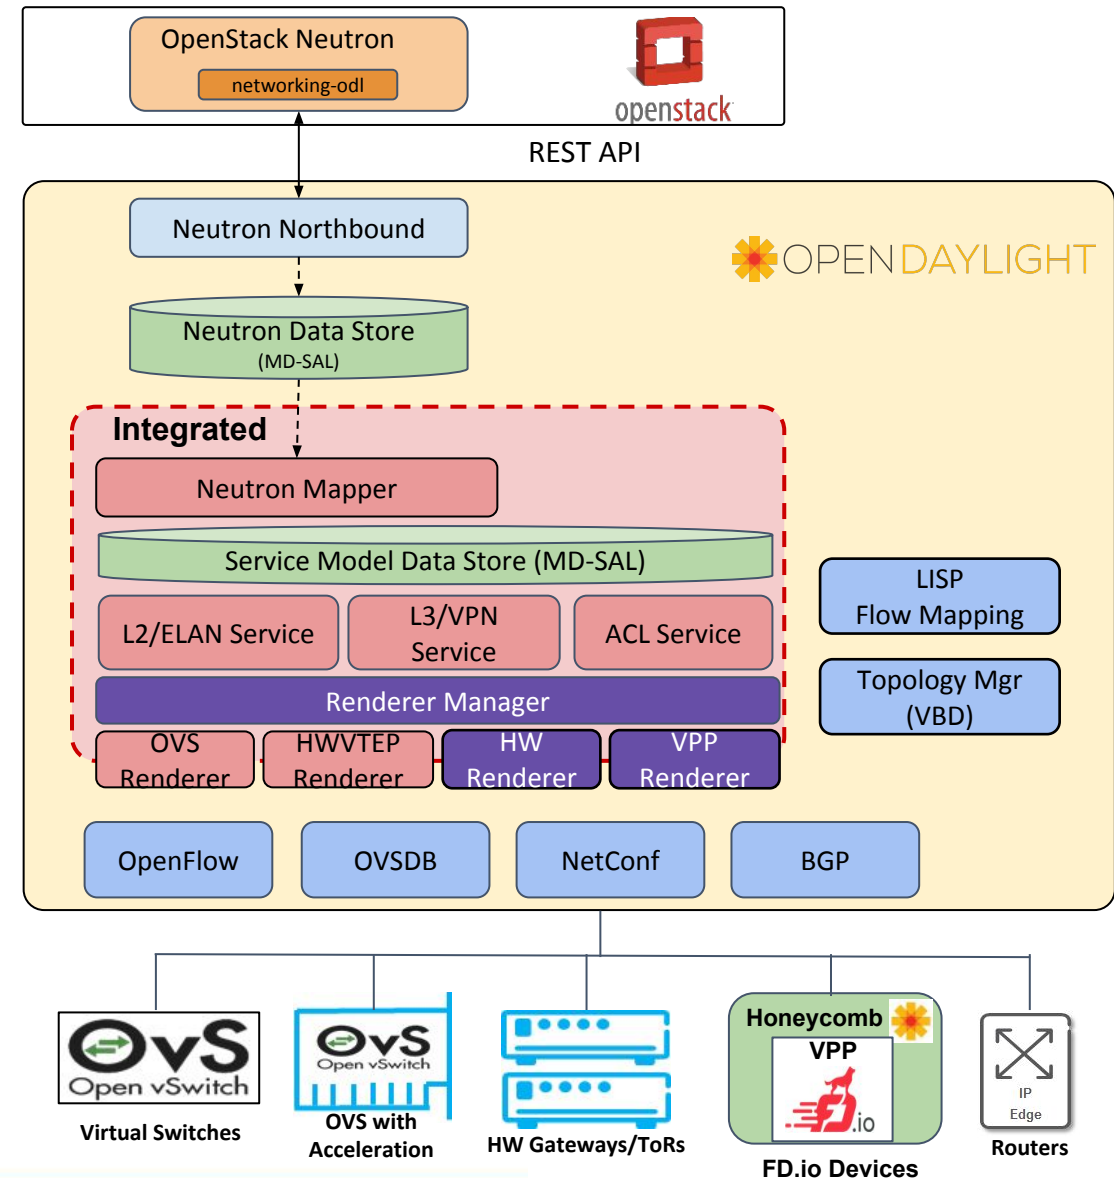 OpenStack Neutron
networking-odl
openstack
REST API
Neutron Northbound
OPENDAYLIGHT
Neutron Data Store
(MD-SAL)
Integrated
Neutron Mapper
Service Model Data Store (MD-SAL)
LISP
Flow Mapping
L2/ELAN Service
L3/VPN
Service
ACL Service
Topology Mgr
(VBD)
Renderer Manager
OVS
Renderer
HWVTEP
Renderer
HW
Renderer
VPP
Renderer
OpenFlow
OVSDB
NetConf
BGP
OvS
Open vSwitch
Virtual Switches
OvS
Open vSwitch
OVS with
Acceleration
HW Gateways/ToRs
Honeycomb
VPP
FD.io
FD.io Devices
IP
Edge
Routers